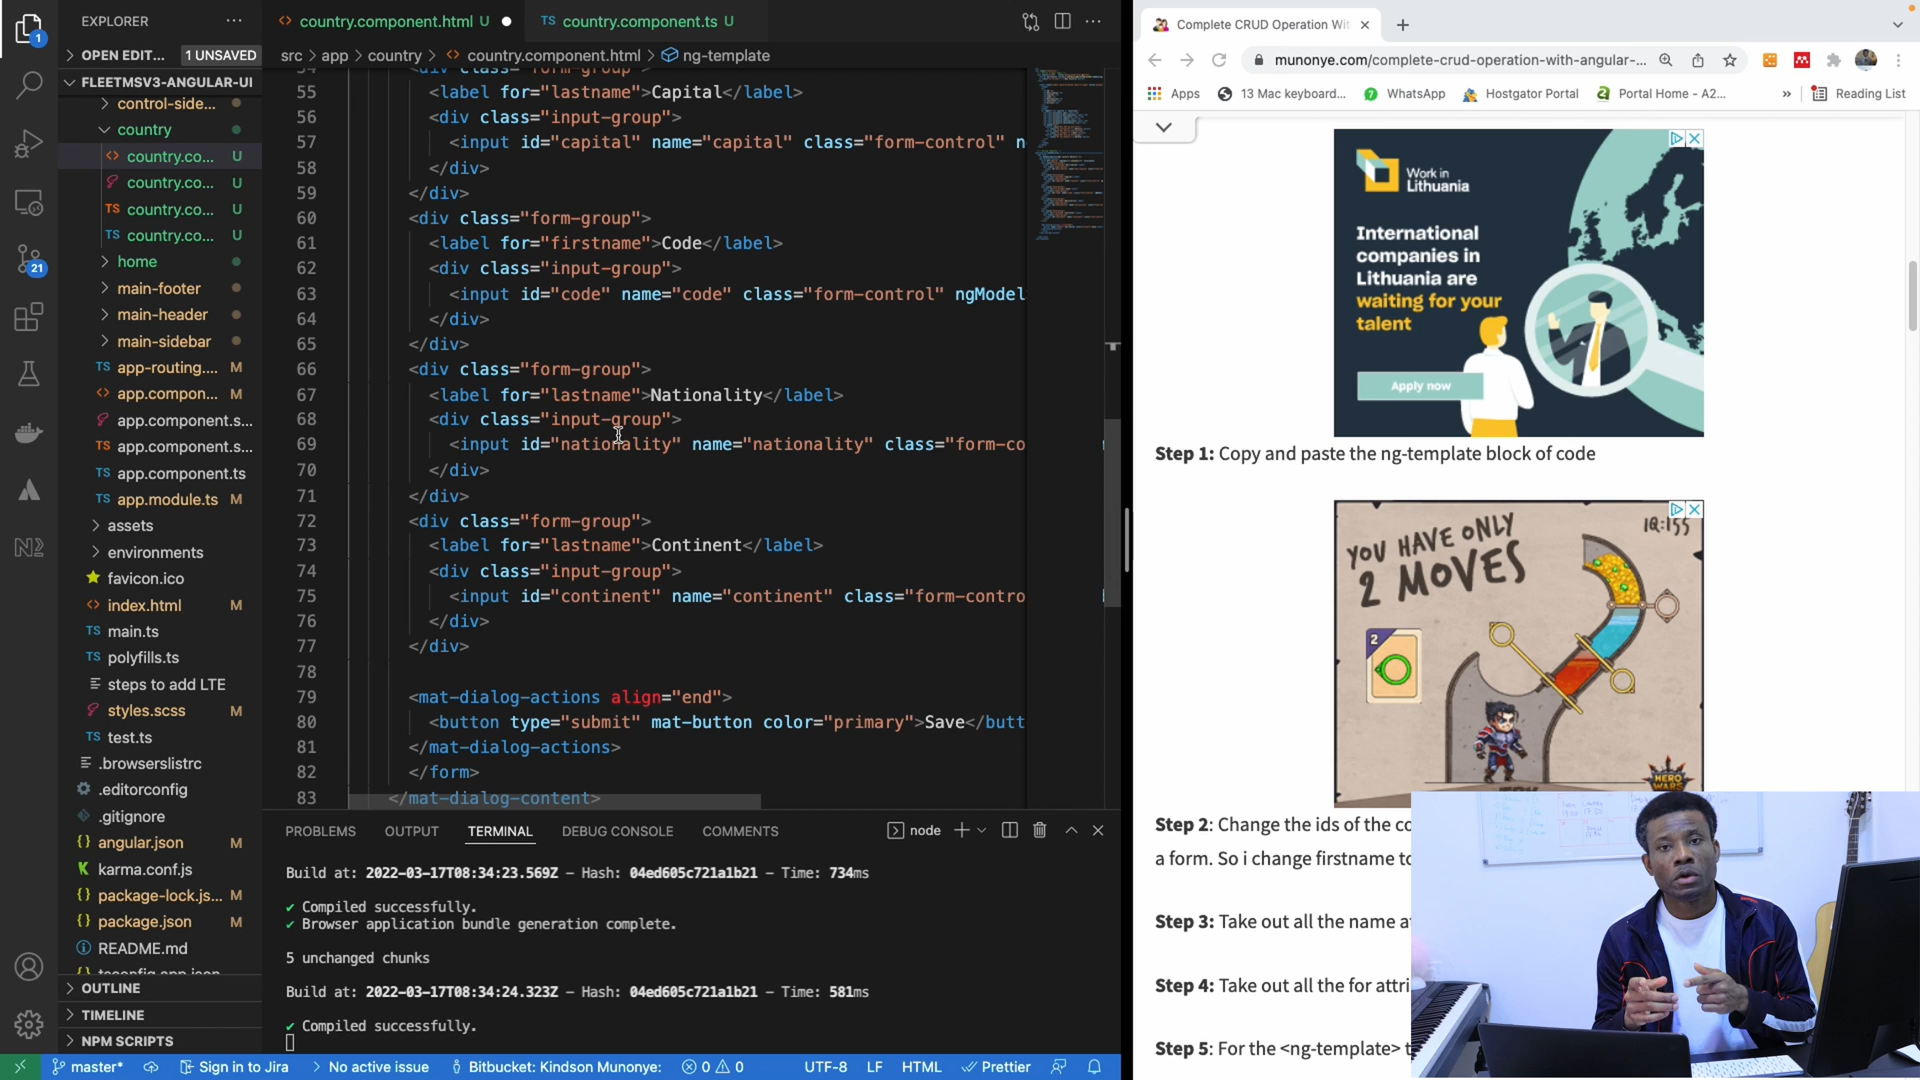 EXPLORER
OPEN EDIT... 1 UNSAVED
FLEETMSV3-ANGULAR-UI
control-side...
country
country.co... U
country.co... U
country.co... U
country.co... U
home
main-footer
main-header
main-sidebar
app-routing.... M
app.compon... M
app.component.s...
app.component.s...
app.component.ts
app.module.ts M
assets
environments
favicon.ico
index.html M
main.ts
polyfills.ts
steps to add LTE
styles.scss M
test.ts
.browserslistrc
.editorconfig
.gitignore
angular.json M
karma.conf.js
package-lock.js... M
package.json M
README.md
tsconfig.app.json
OUTLINE
TIMELINE
NPM SCRIPTS
country.component.html U
TS country.component.ts U
src > app > country > country.component.html > ng-template
54 <div class="form-group">
55 <label for="lastname">Capital</label>
56 <div class="input-group">
57 <input id="capital" name="capital" class="form-control" n
58 </div>
59 </div>
60 <div class="form-group">
61 <label for="firstname">Code</label>
62 <div class="input-group">
63 <input id="code" name="code" class="form-control" ngModel
64 </div>
65 </div>
66 <div class="form-group">
67 <label for="lastname">Nationality</label>
68 <div class="input-group">
69 <input id="nationality" name="nationality" class="form-co
70 </div>
71 </div>
72 <div class="form-group">
73 <label for="lastname">Continent</label>
74 <div class="input-group">
75 <input id="continent" name="continent" class="form-contro
76 </div>
77 </div>
78
79 <mat-dialog-actions align="end">
80 <button type="submit" mat-button color="primary">Save</butt
81 </mat-dialog-actions>
82 </form>
83 </mat-dialog-content>
PROBLEMS OUTPUT TERMINAL DEBUG CONSOLE COMMENTS node
Build at: 2022-03-17T08:34:23.569Z - Hash: 04ed605c721a1b21 - Time: 734ms
✔ Compiled successfully.
✔ Browser application bundle generation complete.
5 unchanged chunks
Build at: 2022-03-17T08:34:24.323Z - Hash: 04ed605c721a1b21 - Time: 581ms
✔ Compiled successfully.
master* Sign in to Jira No active issue Bitbucket: Kindson Munonye: 0 0 UTF-8 LF HTML Prettier
Complete CRUD Operation Wit
munonye.com/complete-crud-operation-with-angular-...
Apps 13 Mac keyboard... WhatsApp Hostgator Portal Portal Home - A2... » Reading List
Work in
Lithuania
International
companies in
Lithuania are
waiting for your
talent
Apply now
Step 1: Copy and paste the ng-template block of code
YOU HAVE ONLY
2 MOVES
IQ:155
2
HERO
WARS
Step 2: Change the ids of the co
a form. So i change firstname to
Step 3: Take out all the name a
Step 4: Take out all the for attri
Step 5: For the <ng-template> t
1
21